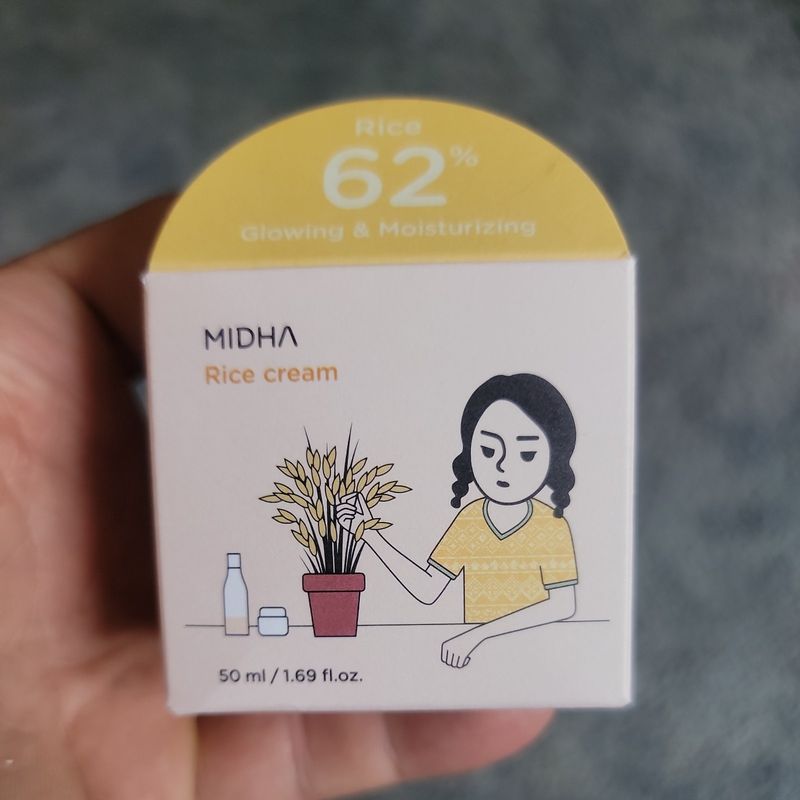 Rice
62%
Glowing & Moisturizing
MIDHA
Rice cream
50 ml / 1.69 fl.oz.